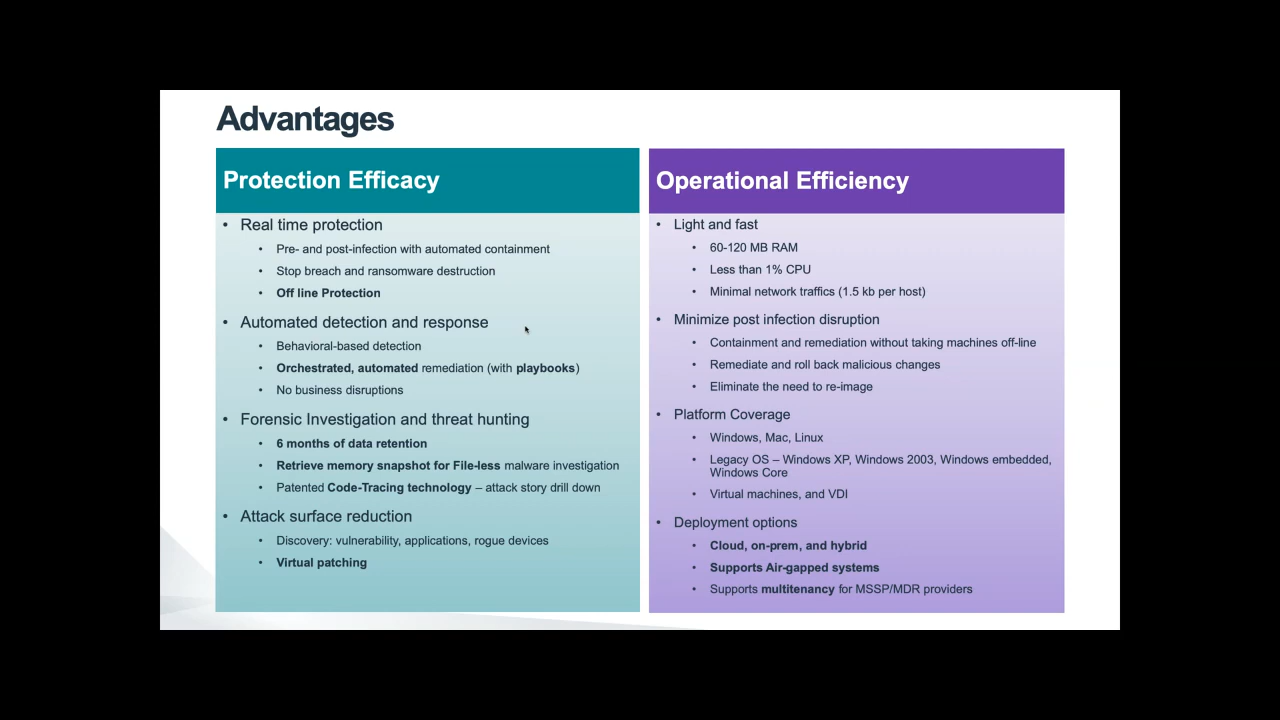 Advantages
Protection Efficacy
• Real time protection
• Pre- and post-infection with automated containment
• Stop breach and ransomware destruction
• Off line Protection
• Automated detection and response
• Behavioral-based detection
• Orchestrated, automated remediation (with playbooks)
• No business disruptions
• Forensic Investigation and threat hunting
• 6 months of data retention
• Retrieve memory snapshot for File-less malware investigation
• Patented Code-Tracing technology – attack story drill down
• Attack surface reduction
• Discovery: vulnerability, applications, rogue devices
• Virtual patching
Operational Efficiency
• Light and fast
• 60-120 MB RAM
• Less than 1% CPU
• Minimal network traffics (1.5 kb per host)
• Minimize post infection disruption
• Containment and remediation without taking machines off-line
• Remediate and roll back malicious changes
• Eliminate the need to re-image
• Platform Coverage
• Windows, Mac, Linux
• Legacy OS – Windows XP, Windows 2003, Windows embedded,
Windows Core
• Virtual machines, and VDI
• Deployment options
• Cloud, on-prem, and hybrid
• Supports Air-gapped systems
• Supports multitenancy for MSSP/MDR providers